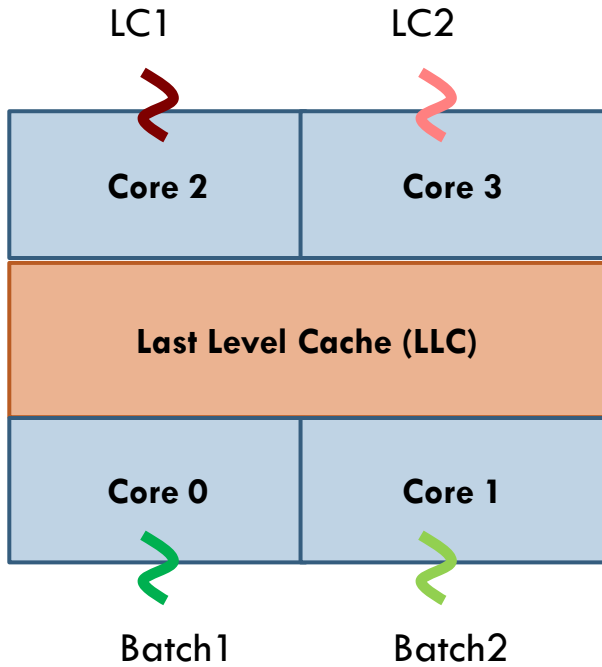 LC1 LC2
Core 2 Core 3
Last Level Cache (LLC)
Core 0 Core 1
Batch1 Batch2